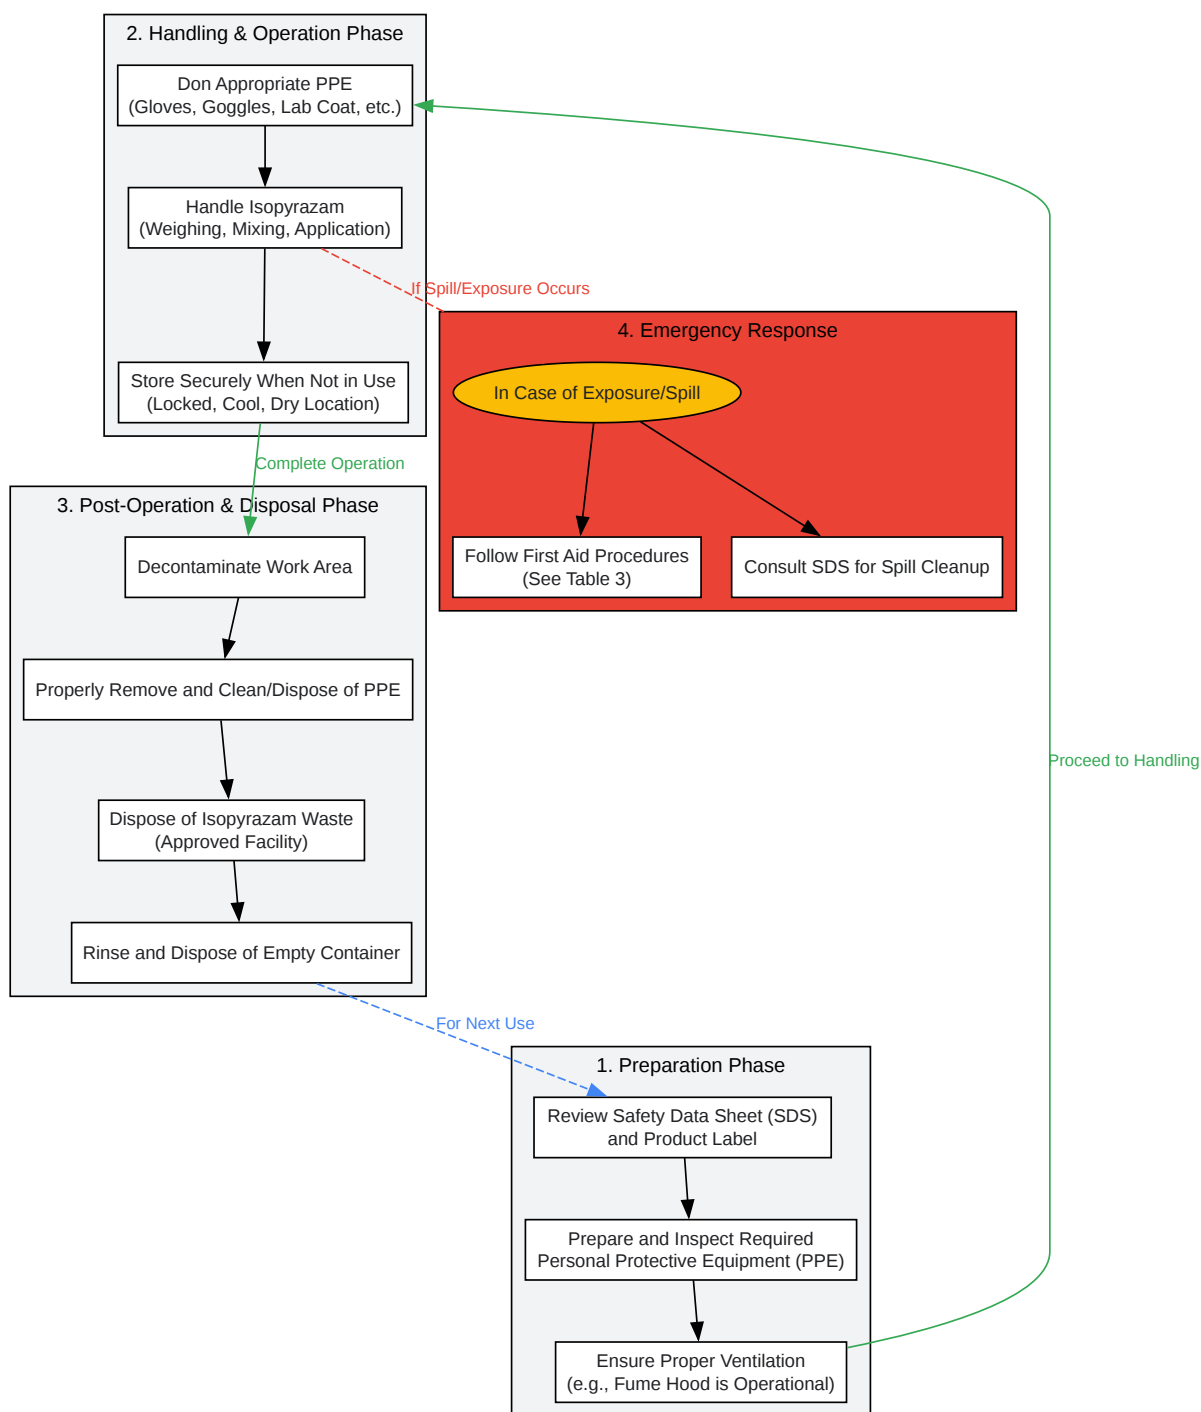 2. Handling & Operation Phase
Don Appropriate PPE
(Gloves, Goggles, Lab Coat, etc.)
Handle Isopyrazam
(Weighing, Mixing, Application)
If Spill/Exposure Occurs
Store Securely When Not in Use
(Locked, Cool, Dry Location)
4. Emergency Response
In Case of Exposure/Spill
Follow First Aid Procedures
(See Table 3)
Consult SDS for Spill Cleanup
Complete Operation
3. Post-Operation & Disposal Phase
Decontaminate Work Area
Properly Remove and Clean/Dispose of PPE
Dispose of Isopyrazam Waste
(Approved Facility)
Rinse and Dispose of Empty Container
Proceed to Handling
For Next Use
1. Preparation Phase
Review Safety Data Sheet (SDS)
and Product Label
Prepare and Inspect Required
Personal Protective Equipment (PPE)
Ensure Proper Ventilation
(e.g., Fume Hood is Operational)